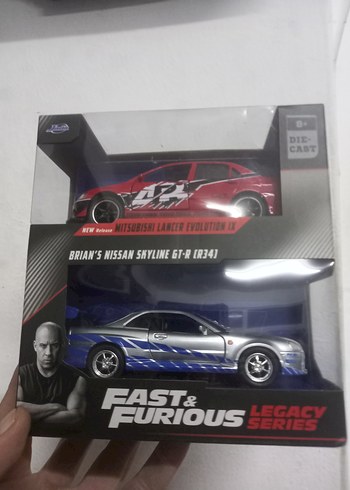 8+
DIE-
CAST
NEW Release MITSUBISHI LANCER EVOLUTION IX
BRIAN'S NISSAN SKYLINE GT-R (R34)
FAST &
FURIOUS
LEGACY
SERIES